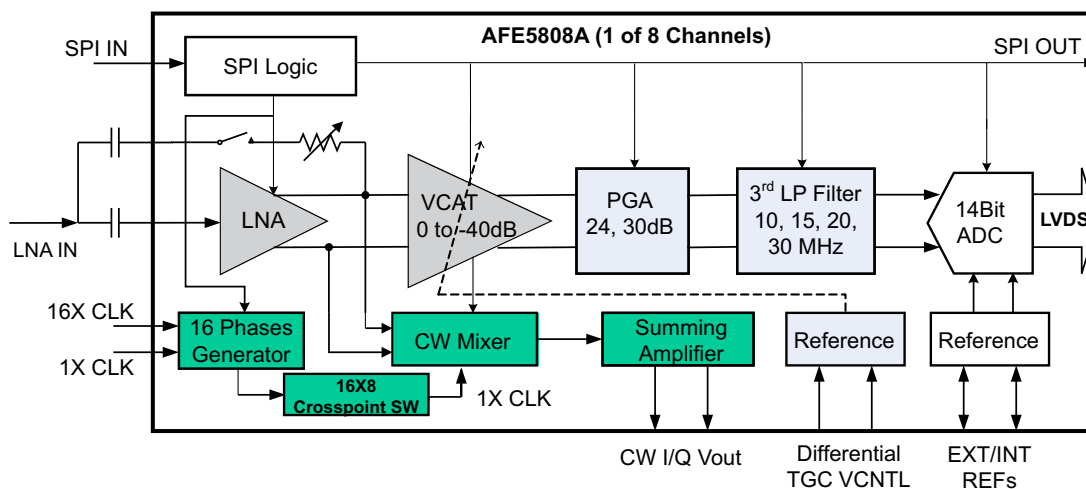 AFE5808A (1 of 8 Channels)
SPI IN
SPI Logic
SPI OUT
LNA IN
LNA
VCAT
0 to -40dB
PGA
24, 30dB
3rd LP Filter
10, 15, 20,
30 MHz
14Bit
ADC
LVDS
16X CLK
1X CLK
16 Phases
Generator
CW Mixer
Summing
Amplifier
Reference
Reference
16X8
Crosspoint SW
1X CLK
CW I/Q Vout
Differential
TGC VCNTL
EXT/INT
REFs